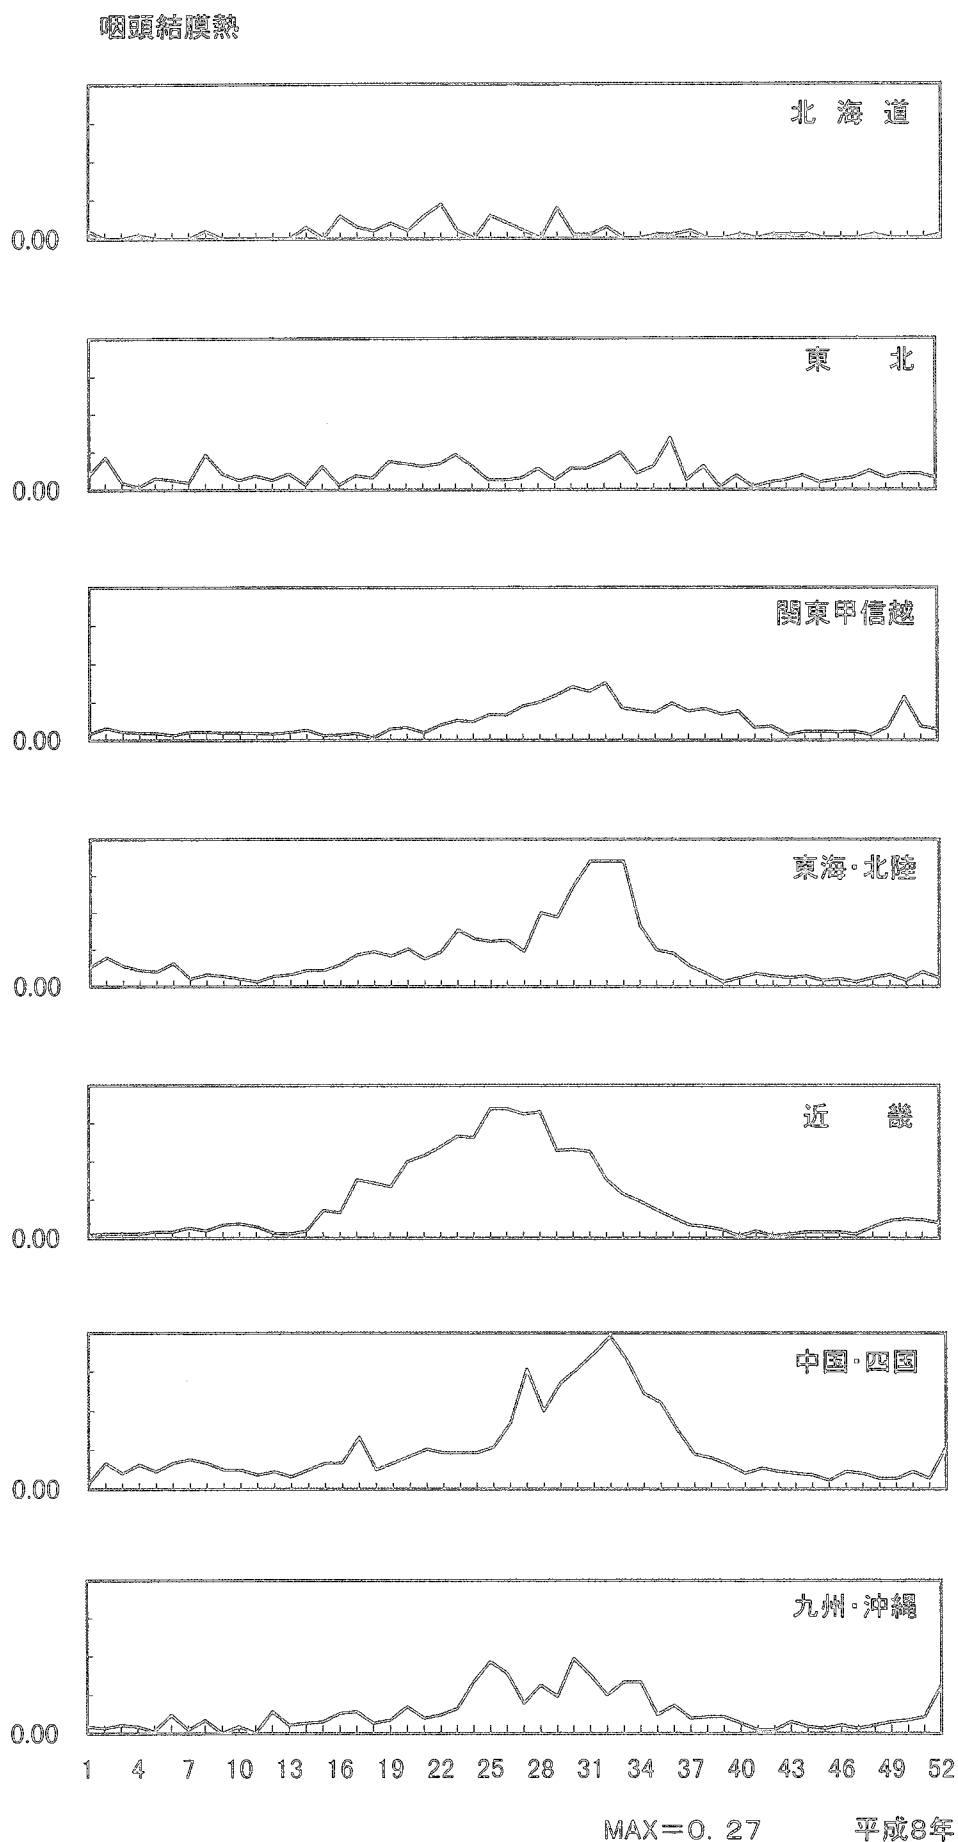 咽頭結膜熱
北海道
0.00
東北
0.00
関東甲信越
0.00
東海・北陸
0.00
近畿
0.00
中国・四国
0.00
九州・沖縄
0.00
1 4 7 10 13 16 19 22 25 28 31 34 37 40 43 46 49 52
MAX=0.27 平成8年